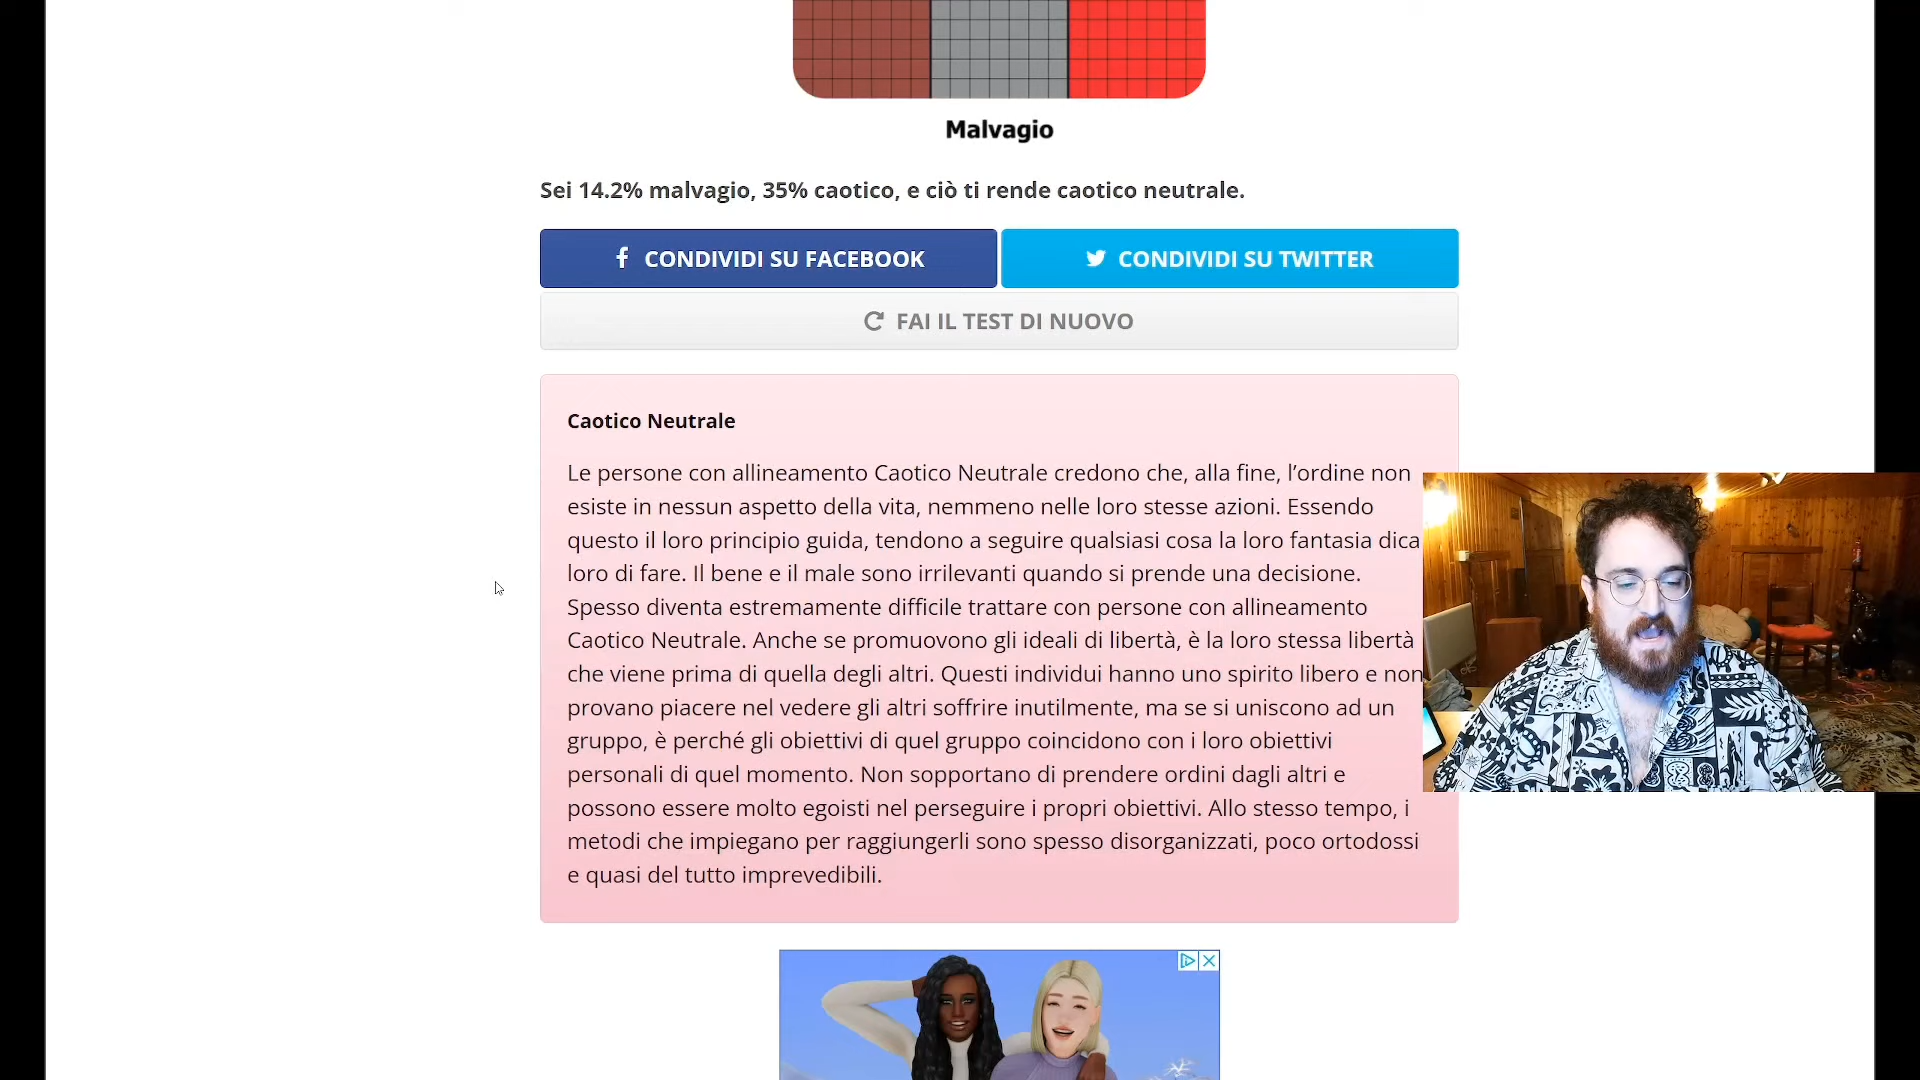 Malvagio
Sei 14.2% malvagio, 35% caotico, e ciò ti rende caotico neutrale.
CONDIVIDI SU FACEBOOK
CONDIVIDI SU TWITTER
FAI IL TEST DI NUOVO
Caotico Neutrale
Le persone con allineamento Caotico Neutrale credono che, alla fine, l’ordine non
esiste in nessun aspetto della vita, nemmeno nelle loro stesse azioni. Essendo
questo il loro principio guida, tendono a seguire qualsiasi cosa la loro fantasia dica
loro di fare. Il bene e il male sono irrilevanti quando si prende una decisione.
Spesso diventa estremamente difficile trattare con persone con allineamento
Caotico Neutrale. Anche se promuovono gli ideali di libertà, è la loro stessa libertà
che viene prima di quella degli altri. Questi individui hanno uno spirito libero e non
provano piacere nel vedere gli altri soffrire inutilmente, ma se si uniscono ad un
gruppo, è perché gli obiettivi di quel gruppo coincidono con i loro obiettivi
personali di quel momento. Non sopportano di prendere ordini dagli altri e
possono essere molto egoisti nel perseguire i propri obiettivi. Allo stesso tempo, i
metodi che impiegano per raggiungerli sono spesso disorganizzati, poco ortodossi
e quasi del tutto imprevedibili.